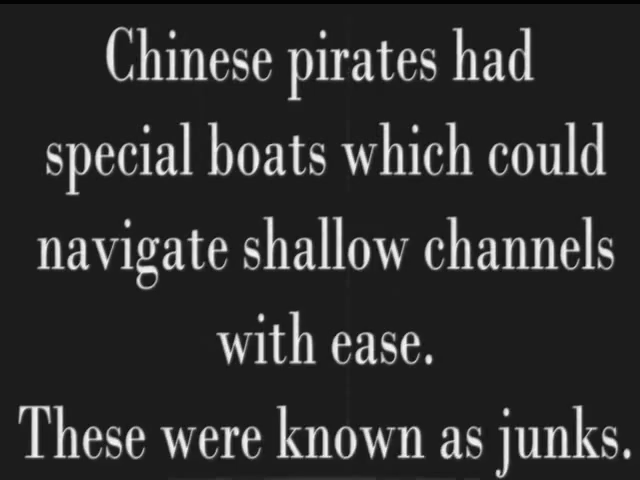 Chinese pirates had
special boats which could
navigate shallow channels
with ease.
These were known as junks.